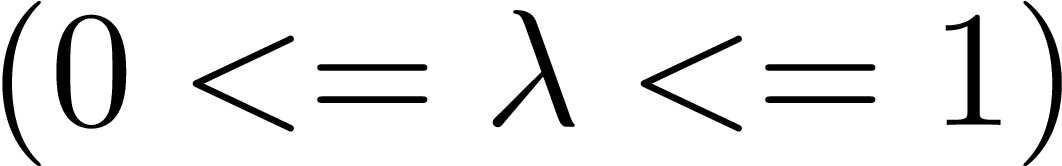 (0 <= λ <= 1)